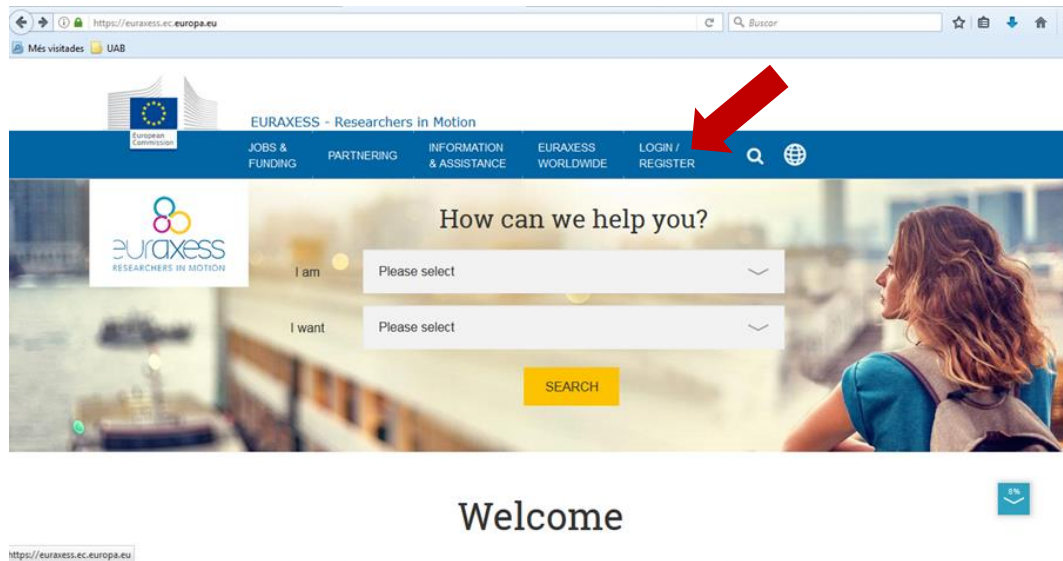 https://euraxess.ec.europa.eu
Buscar
Més visitades
UAB
European
Commission
EURAXESS - Researchers in Motion
JOBS &
FUNDING
PARTNERING
INFORMATION
& ASSISTANCE
EURAXESS
WORLDWIDE
LOGIN /
REGISTER
euraxess
RESEARCHERS IN MOTION
How can we help you?
I am
Please select
I want
Please select
SEARCH
Welcome
8%
https://euraxess.ec.europa.eu